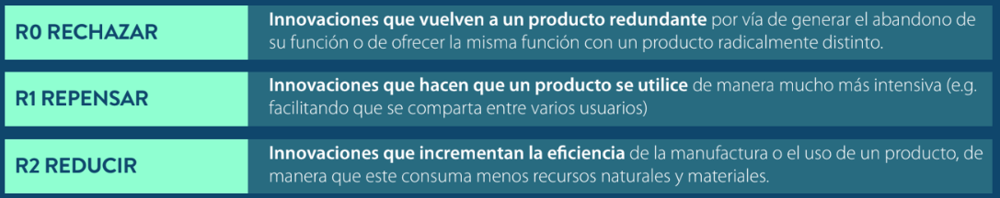 R0 RECHAZAR
Innovaciones que vuelven a un producto redundante por vía de generar el abandono de
su función o de ofrecer la misma función con un producto radicalmente distinto.
R1 REPENSAR
Innovaciones que hacen que un producto se utilice de manera mucho más intensiva (e.g.
facilitando que se comparta entre varios usuarios)
R2 REDUCIR
Innovaciones que incrementan la eficiencia de la manufactura o el uso de un producto, de
manera que este consuma menos recursos naturales y materiales.